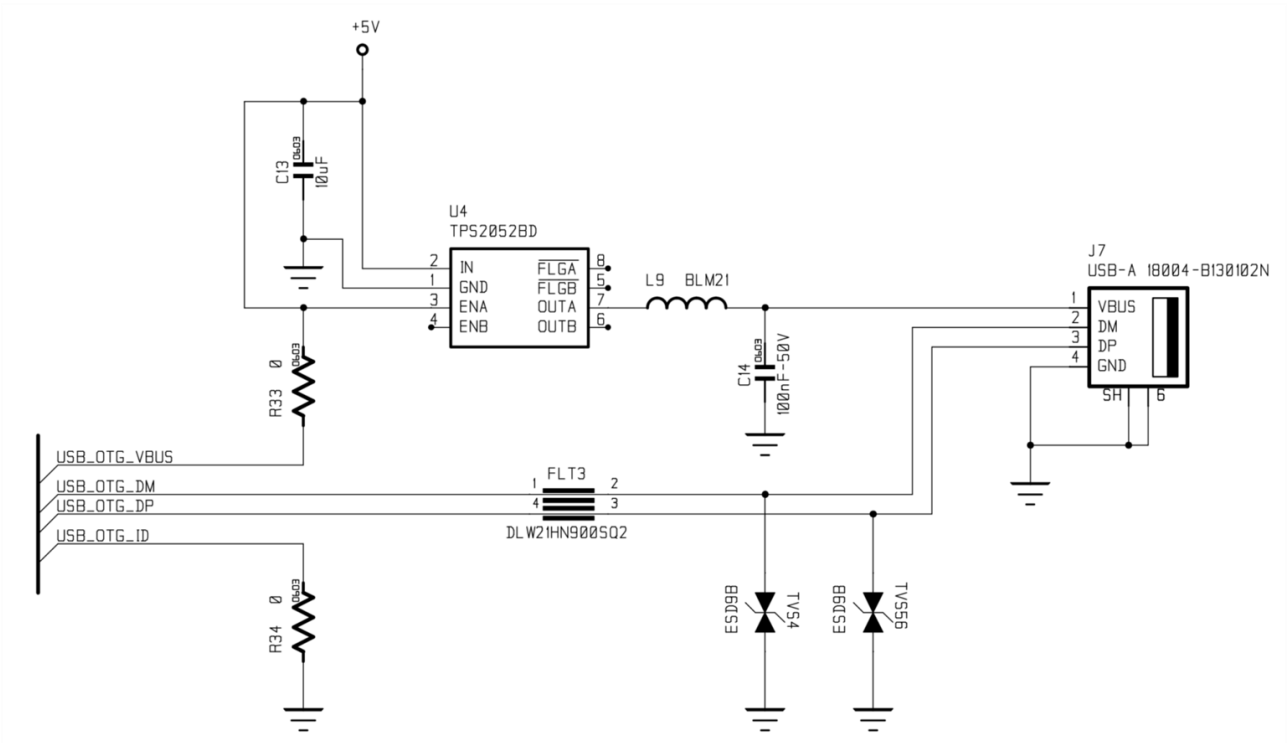 +5V
0603
C13
10uF
U4
TPS2052BD
2 IN FLGA 8
1 GND FLGB 5
3 ENA OUTA 7
4 ENB OUTB 6
L9 BLM21
J7
USB-A 18004-B130102N
1 VBUS
2 DM
3 DP
4 GND
SH 6
0603
C14
100nF-50V
0603
R33 0
USB_OTG_VBUS
USB_OTG_DM
USB_OTG_DP
USB_OTG_ID
FLT3
1 2
4 3
DLW21HN900SQ2
0603
R34 0
ESD9B
TVS4
ESD9B
TVS56